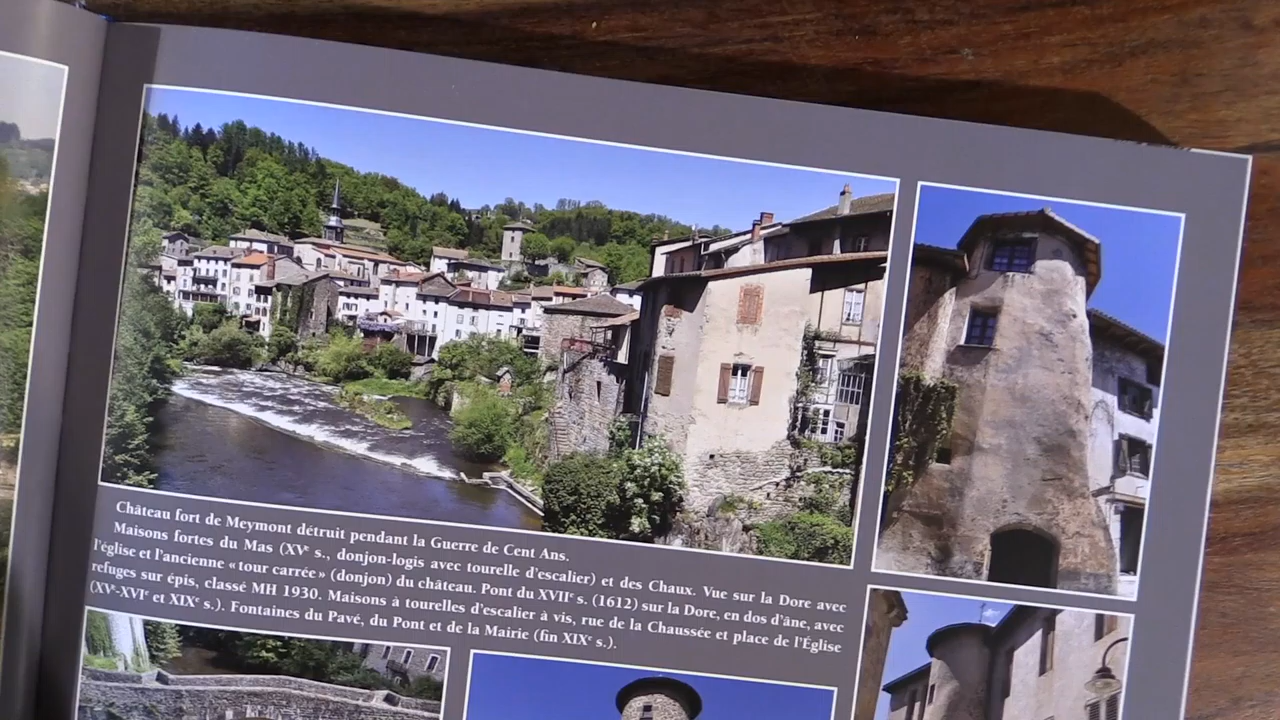 Château fort de Meymont détruit pendant la Guerre de Cent Ans.
Maisons fortes du Mas (XVᵉ s., donjon-logis avec tourelle d'escalier) et des Chaux. Vue sur la Dore avec
l'église et l'ancienne « tour carrée » (donjon) du château. Pont du XVIIᵉ s. (1612) sur la Dore, en dos d'âne, avec
refuges sur épis, classé MH 1930. Maisons à tourelles d'escalier à vis, rue de la Chaussée et place de l'Église
(XVᵉ-XVIᵉ et XIXᵉ s.). Fontaines du Pavé, du Pont et de la Mairie (fin XIXᵉ s.).